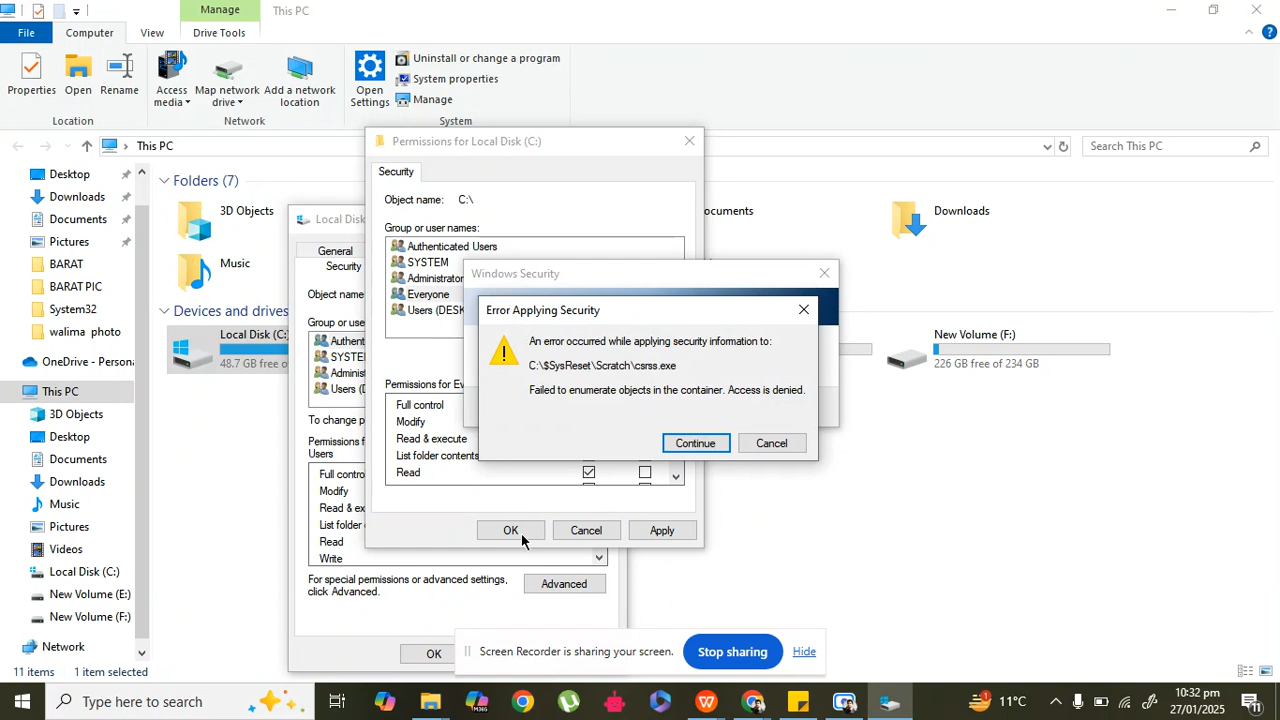 Manage
This PC
File
Computer
View
Drive Tools
Properties
Open
Rename
Access media
Map network drive
Add a network location
Open Settings
Uninstall or change a program
System properties
Manage
Location
Network
System
This PC
Search This PC
Desktop
Downloads
Documents
Pictures
BARAT
BARAT PIC
System32
walima photo
OneDrive - Persona
This PC
3D Objects
Desktop
Documents
Downloads
Music
Pictures
Videos
Local Disk (C:)
New Volume (E:)
New Volume (F:)
Network
Folders (7)
3D Objects
ocuments
Downloads
Music
Devices and drives
Local Disk (C:
48.7 GB free o
New Volume (F:)
226 GB free of 234 GB
Local Disk
General
Security
Object name
Group or use
Authent
SYSTE
Adminis
Users (
To change p
Permissions f
Users
Full contro
Modify
Read & ex
List folder
Read
Write
For special permissions or advanced settings,
click Advanced.
Advanced
OK
Permissions for Local Disk (C:)
Security
Object name: C:\
Group or user names:
Authenticated Users
SYSTEM
Administrator
Everyone
Users (DESK
Permissions for Ev
Full control
Modify
Read & execute
List folder contents
Read
OK
Cancel
Apply
Windows Security
Error Applying Security
An error occurred while applying security information to:
C:\$SysReset\Scratch\csrss.exe
Failed to enumerate objects in the container. Access is denied.
Continue
Cancel
Screen Recorder is sharing your screen.
Stop sharing
Hide
11 items
1 item selected
Type here to search
M365
W
1
11°C
10:32 pm
27/01/2025
11